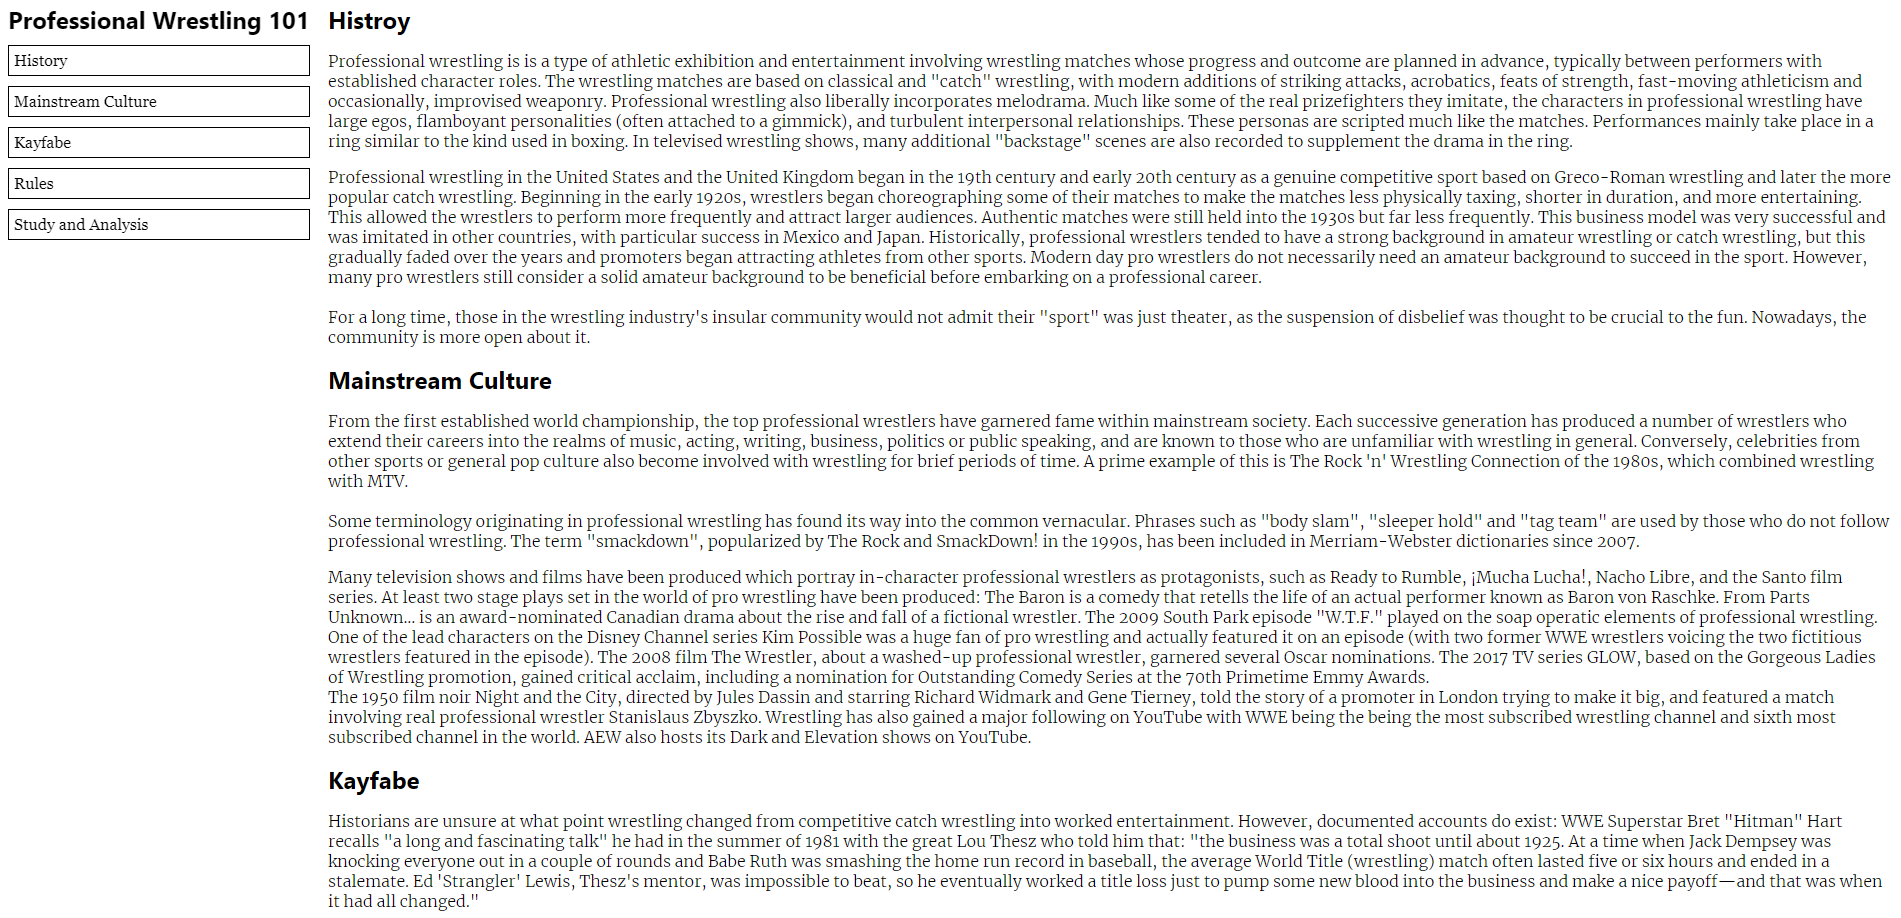 Professional Wrestling 101
History
Mainstream Culture
Kayfabe
Rules
Study and Analysis
Histroy
Professional wrestling is is a type of athletic exhibition and entertainment involving wrestling matches whose progress and outcome are planned in advance, typically between performers with
established character roles. The wrestling matches are based on classical and "catch" wrestling, with modern additions of striking attacks, acrobatics, feats of strength, fast-moving athleticism and
occasionally, improvised weaponry. Professional wrestling also liberally incorporates melodrama. Much like some of the real prizefighters they imitate, the characters in professional wrestling have
large egos, flamboyant personalities (often attached to a gimmick), and turbulent interpersonal relationships. These personas are scripted much like the matches. Performances mainly take place in a
ring similar to the kind used in boxing. In televised wrestling shows, many additional "backstage" scenes are also recorded to supplement the drama in the ring.
Professional wrestling in the United States and the United Kingdom began in the 19th century and early 20th century as a genuine competitive sport based on Greco-Roman wrestling and later the more
popular catch wrestling. Beginning in the early 1920s, wrestlers began choreographing some of their matches to make the matches less physically taxing, shorter in duration, and more entertaining.
This allowed the wrestlers to perform more frequently and attract larger audiences. Authentic matches were still held into the 1930s but far less frequently. This business model was very successful and
was imitated in other countries, with particular success in Mexico and Japan. Historically, professional wrestlers tended to have a strong background in amateur wrestling or catch wrestling, but this
gradually faded over the years and promoters began attracting athletes from other sports. Modern day pro wrestlers do not necessarily need an amateur background to succeed in the sport. However,
many pro wrestlers still consider a solid amateur background to be beneficial before embarking on a professional career.
For a long time, those in the wrestling industry's insular community would not admit their "sport" was just theater, as the suspension of disbelief was thought to be crucial to the fun. Nowadays, the
community is more open about it.
Mainstream Culture
From the first established world championship, the top professional wrestlers have garnered fame within mainstream society. Each successive generation has produced a number of wrestlers who
extend their careers into the realms of music, acting, writing, business, politics or public speaking, and are known to those who are unfamiliar with wrestling in general. Conversely, celebrities from
other sports or general pop culture also become involved with wrestling for brief periods of time. A prime example of this is The Rock 'n' Wrestling Connection of the 1980s, which combined wrestling
with MTV.
Some terminology originating in professional wrestling has found its way into the common vernacular. Phrases such as "body slam", "sleeper hold" and "tag team" are used by those who do not follow
professional wrestling. The term "smackdown", popularized by The Rock and SmackDown! in the 1990s, has been included in Merriam-Webster dictionaries since 2007.
Many television shows and films have been produced which portray in-character professional wrestlers as protagonists, such as Ready to Rumble, ¡Mucha Lucha!, Nacho Libre, and the Santo film
series. At least two stage plays set in the world of pro wrestling have been produced: The Baron is a comedy that retells the life of an actual performer known as Baron von Raschke. From Parts
Unknown... is an award-nominated Canadian drama about the rise and fall of a fictional wrestler. The 2009 South Park episode "W.T.F." played on the soap operatic elements of professional wrestling.
One of the lead characters on the Disney Channel series Kim Possible was a huge fan of pro wrestling and actually featured it on an episode (with two former WWE wrestlers voicing the two fictitious
wrestlers featured in the episode). The 2008 film The Wrestler, about a washed-up professional wrestler, garnered several Oscar nominations. The 2017 TV series GLOW, based on the Gorgeous Ladies
of Wrestling promotion, gained critical acclaim, including a nomination for Outstanding Comedy Series at the 70th Primetime Emmy Awards.
The 1950 film noir Night and the City, directed by Jules Dassin and starring Richard Widmark and Gene Tierney, told the story of a promoter in London trying to make it big, and featured a match
involving real professional wrestler Stanislaus Zbyszko. Wrestling has also gained a major following on YouTube with WWE being the being the most subscribed wrestling channel and sixth most
subscribed channel in the world. AEW also hosts its Dark and Elevation shows on YouTube.
Kayfabe
Historians are unsure at what point wrestling changed from competitive catch wrestling into worked entertainment. However, documented accounts do exist: WWE Superstar Bret "Hitman" Hart
recalls "a long and fascinating talk" he had in the summer of 1981 with the great Lou Thesz who told him that: "the business was a total shoot until about 1925. At a time when Jack Dempsey was
knocking everyone out in a couple of rounds and Babe Ruth was smashing the home run record in baseball, the average World Title (wrestling) match often lasted five or six hours and ended in a
stalemate. Ed 'Strangler' Lewis, Thesz's mentor, was impossible to beat, so he eventually worked a title loss just to pump some new blood into the business and make a nice payoff—and that was when
it had all changed."